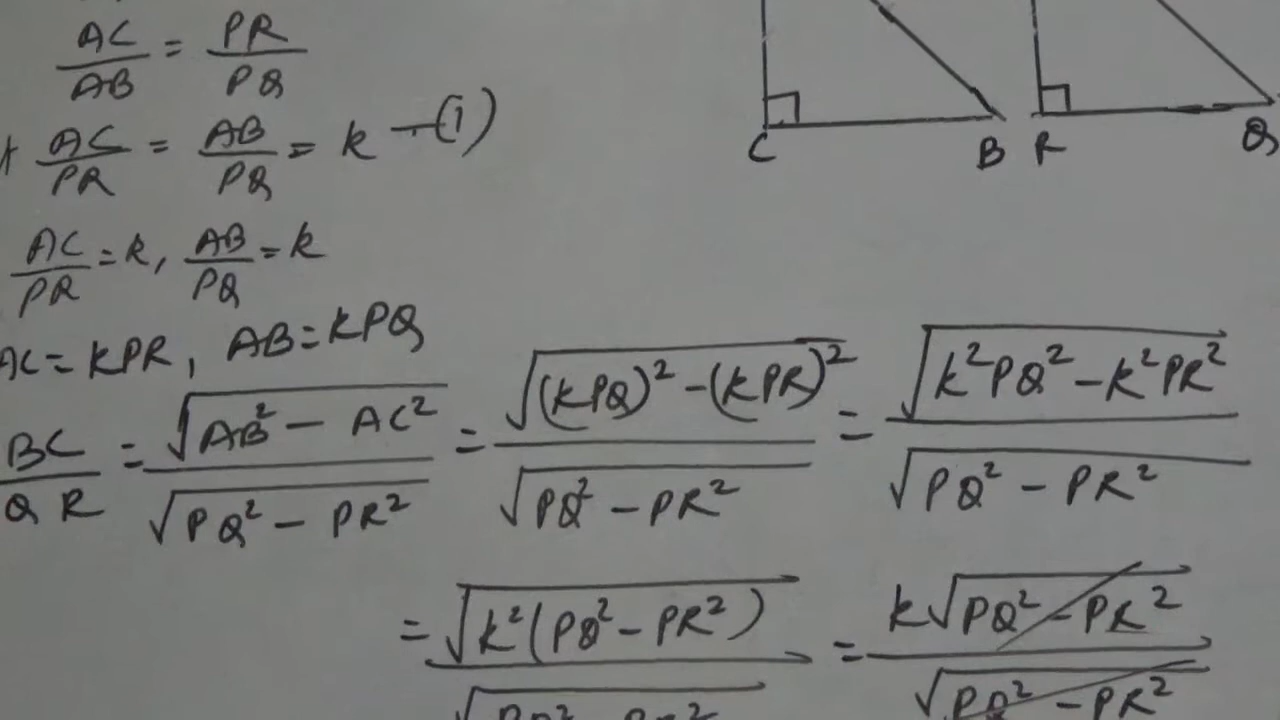 AC/AB = PR/PQ
AC/PR = AB/PQ = k —(1)
AC/PR = k, AB/PQ = k
AC = kPR, AB = kPQ
BC/QR = √(AB² − AC²)/√(PQ² − PR²) = √((kPQ)² − (kPR)²)/√(PQ² − PR²) = √(k²PQ² − k²PR²)/√(PQ² − PR²)
= √(k²(PQ² − PR²))/√(PQ² − PR²) = k√(PQ² − PR²)/√(PQ² − PR²)
C B R Q